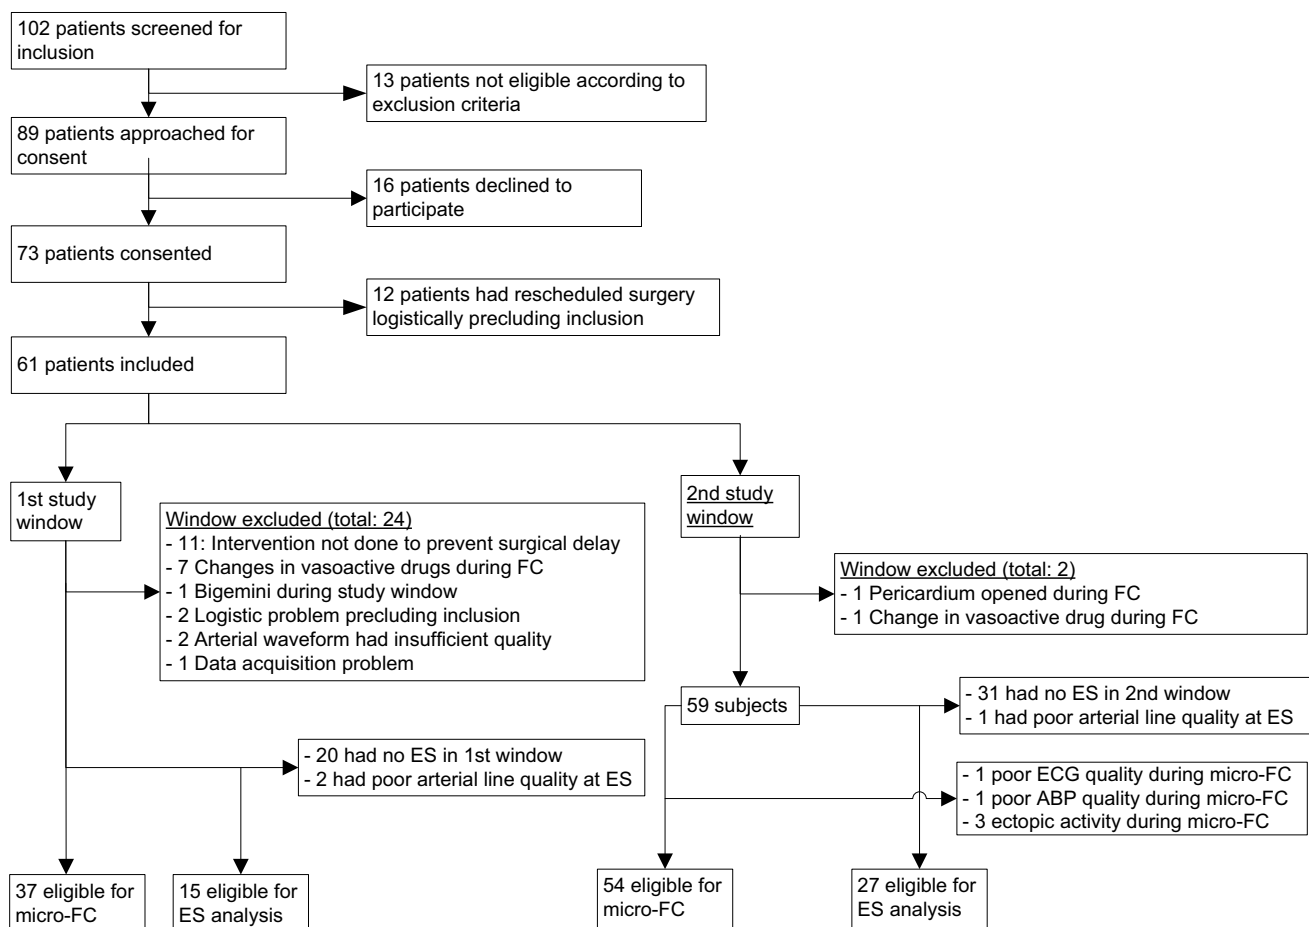 102 patients screened for
inclusion
13 patients not eligible according to
exclusion criteria
89 patients approached for
consent
16 patients declined to
participate
73 patients consented
12 patients had rescheduled surgery
logistically precluding inclusion
61 patients included
1st study
window
Window excluded (total: 24)
- 11: Intervention not done to prevent surgical delay
- 7 Changes in vasoactive drugs during FC
- 1 Bigemini during study window
- 2 Logistic problem precluding inclusion
- 2 Arterial waveform had insufficient quality
- 1 Data acquisition problem
2nd study
window
Window excluded (total: 2)
- 1 Pericardium opened during FC
- 1 Change in vasoactive drug during FC
59 subjects
- 31 had no ES in 2nd window
- 1 had poor arterial line quality at ES
- 20 had no ES in 1st window
- 2 had poor arterial line quality at ES
- 1 poor ECG quality during micro-FC
- 1 poor ABP quality during micro-FC
- 3 ectopic activity during micro-FC
37 eligible for
micro-FC
15 eligible for
ES analysis
54 eligible for
micro-FC
27 eligible for
ES analysis